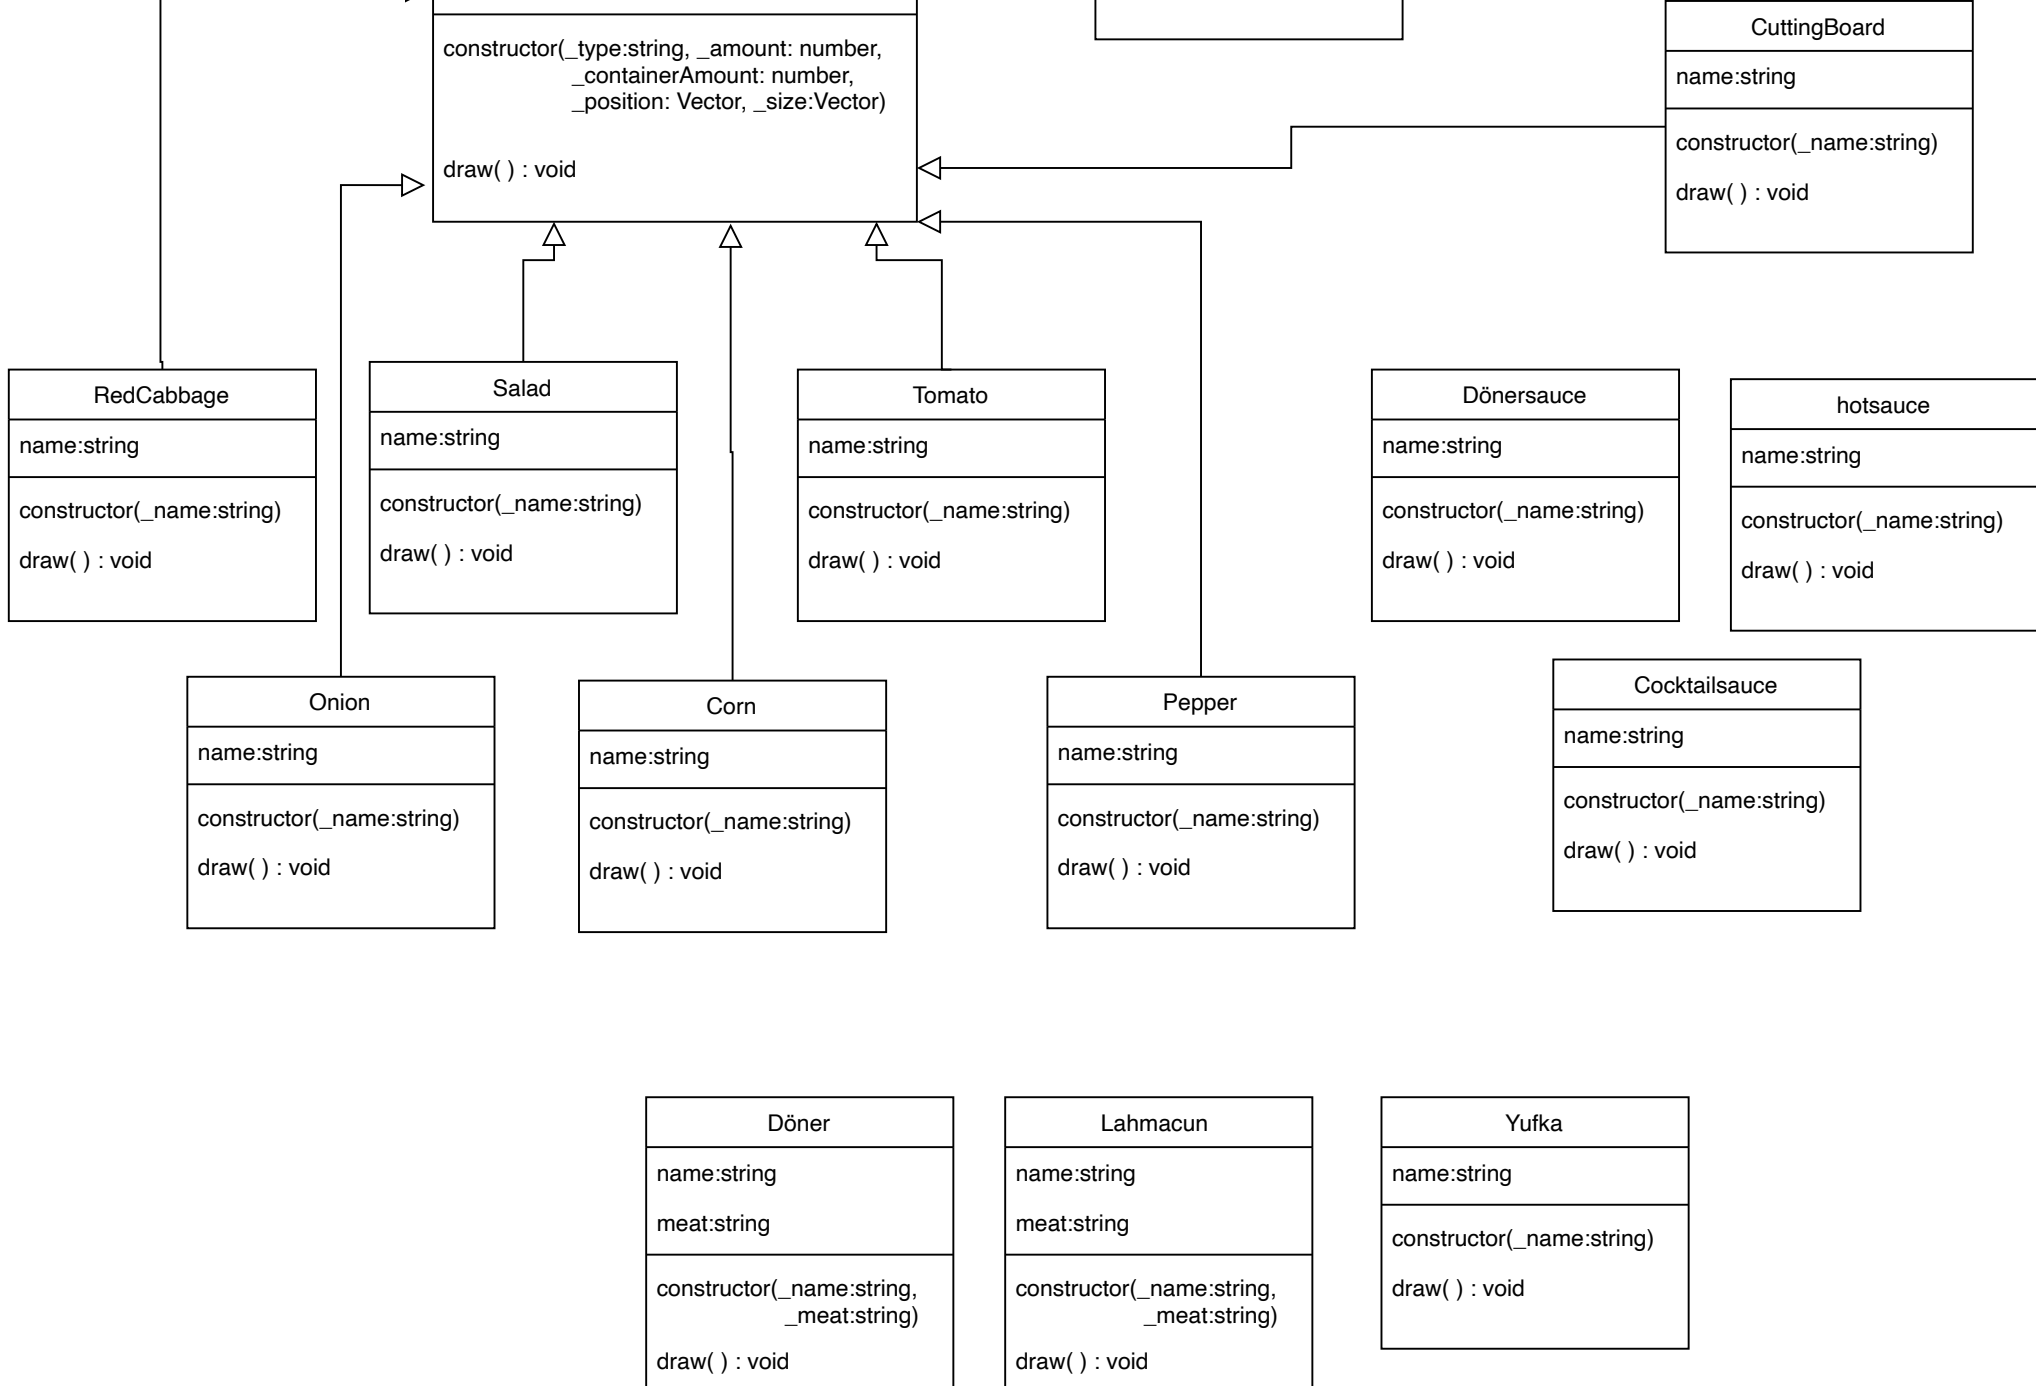 constructor(_type:string, _amount: number,
_containerAmount: number,
_position: Vector, _size:Vector)
draw( ) : void
CuttingBoard
name:string
constructor(_name:string)
draw( ) : void
RedCabbage
name:string
constructor(_name:string)
draw( ) : void
Salad
name:string
constructor(_name:string)
draw( ) : void
Tomato
name:string
constructor(_name:string)
draw( ) : void
Dönersauce
name:string
constructor(_name:string)
draw( ) : void
hotsauce
name:string
constructor(_name:string)
draw( ) : void
Onion
name:string
constructor(_name:string)
draw( ) : void
Corn
name:string
constructor(_name:string)
draw( ) : void
Pepper
name:string
constructor(_name:string)
draw( ) : void
Cocktailsauce
name:string
constructor(_name:string)
draw( ) : void
Döner
name:string
meat:string
constructor(_name:string,
_meat:string)
draw( ) : void
Lahmacun
name:string
meat:string
constructor(_name:string,
_meat:string)
draw( ) : void
Yufka
name:string
constructor(_name:string)
draw( ) : void